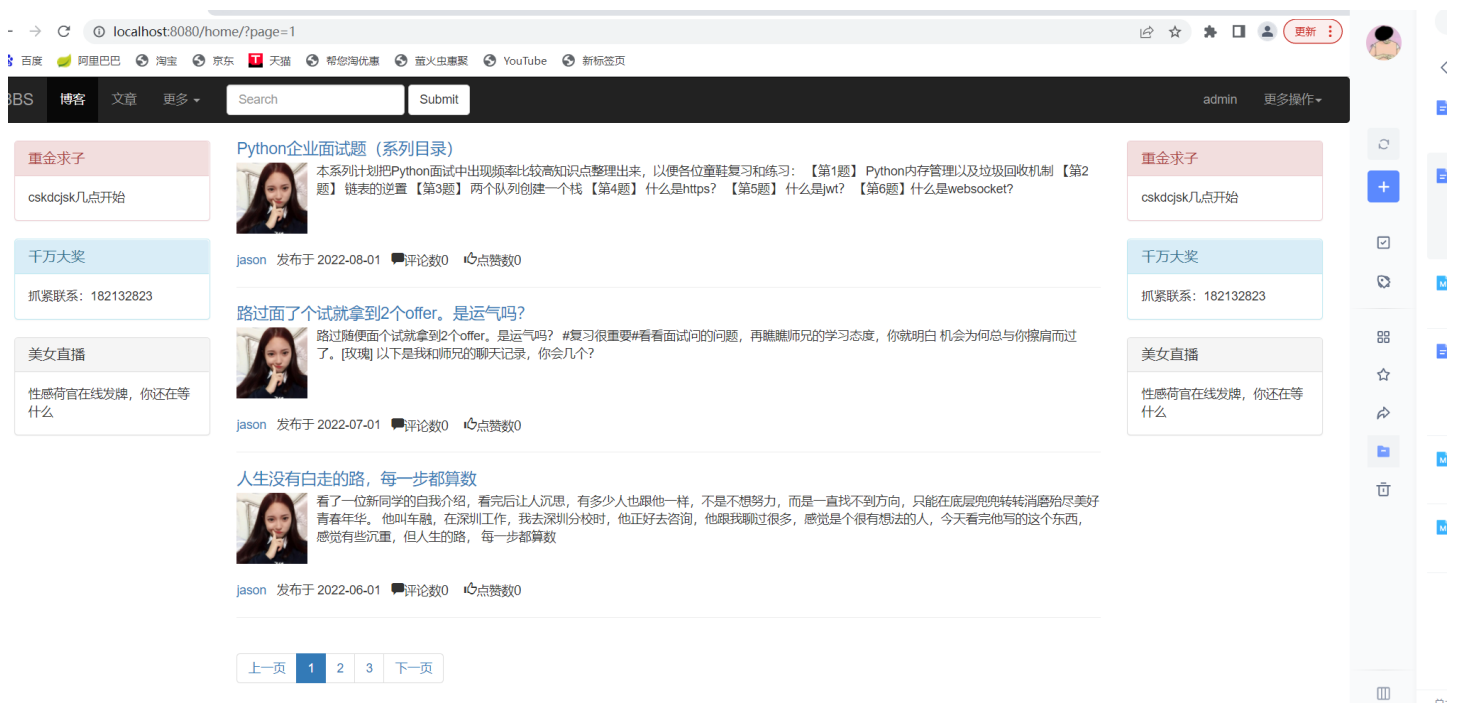 localhost:8080/home/?page=1
更新
百度 阿里巴巴 淘宝 京东 天猫 帮您淘优惠 萤火虫惠聚 YouTube 新标签页
BBS 博客 文章 更多 Search Submit admin 更多操作
重金求子
cskdcjsk几点开始
千万大奖
抓紧联系：182132823
美女直播
性感荷官在线发牌，你还在等
什么
Python企业面试题（系列目录）
本系列计划把Python面试中出现频率比较高知识点整理出来，以便各位童鞋复习和练习： 【第1题】 Python内存管理以及垃圾回收机制 【第2
题】 链表的逆置 【第3题】 两个队列创建一个栈 【第4题】 什么是https? 【第5题】 什么是jwt? 【第6题】什么是websocket?
jason 发布于 2022-08-01 评论数0 点赞数0
路过面了个试就拿到2个offer。是运气吗?
路过随便面个试就拿到2个offer。是运气吗? #复习很重要#看看面试问的问题，再瞧瞧师兄的学习态度，你就明白 机会为何总与你擦肩而过
了。[玫瑰] 以下是我和师兄的聊天记录，你会几个?
jason 发布于 2022-07-01 评论数0 点赞数0
人生没有白走的路，每一步都算数
看了一位新同学的自我介绍，看完后让人沉思，有多少人也跟他一样，不是不想努力，而是一直找不到方向，只能在底层兜兜转转消磨殆尽美好
青春年华。 他叫车融，在深圳工作，我去深圳分校时，他正好去咨询，他跟我聊过很多，感觉是个很有想法的人，今天看完他写的这个东西，
感觉有些沉重，但人生的路， 每一步都算数
jason 发布于 2022-06-01 评论数0 点赞数0
上一页 1 2 3 下一页
重金求子
cskdcjsk几点开始
千万大奖
抓紧联系：182132823
美女直播
性感荷官在线发牌，你还在等
什么